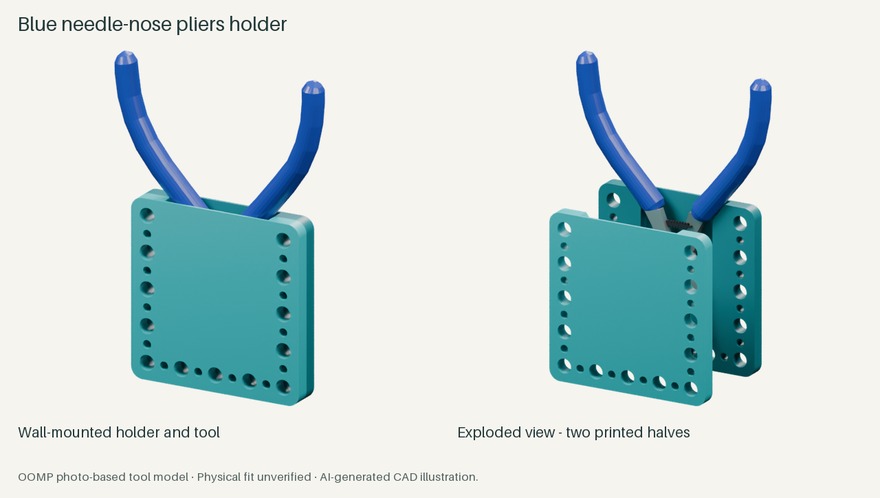 Blue needle-nose pliers holder
Wall-mounted holder and tool
Exploded view - two printed halves
OOMP photo-based tool model · Physical fit unverified · AI-generated CAD illustration.